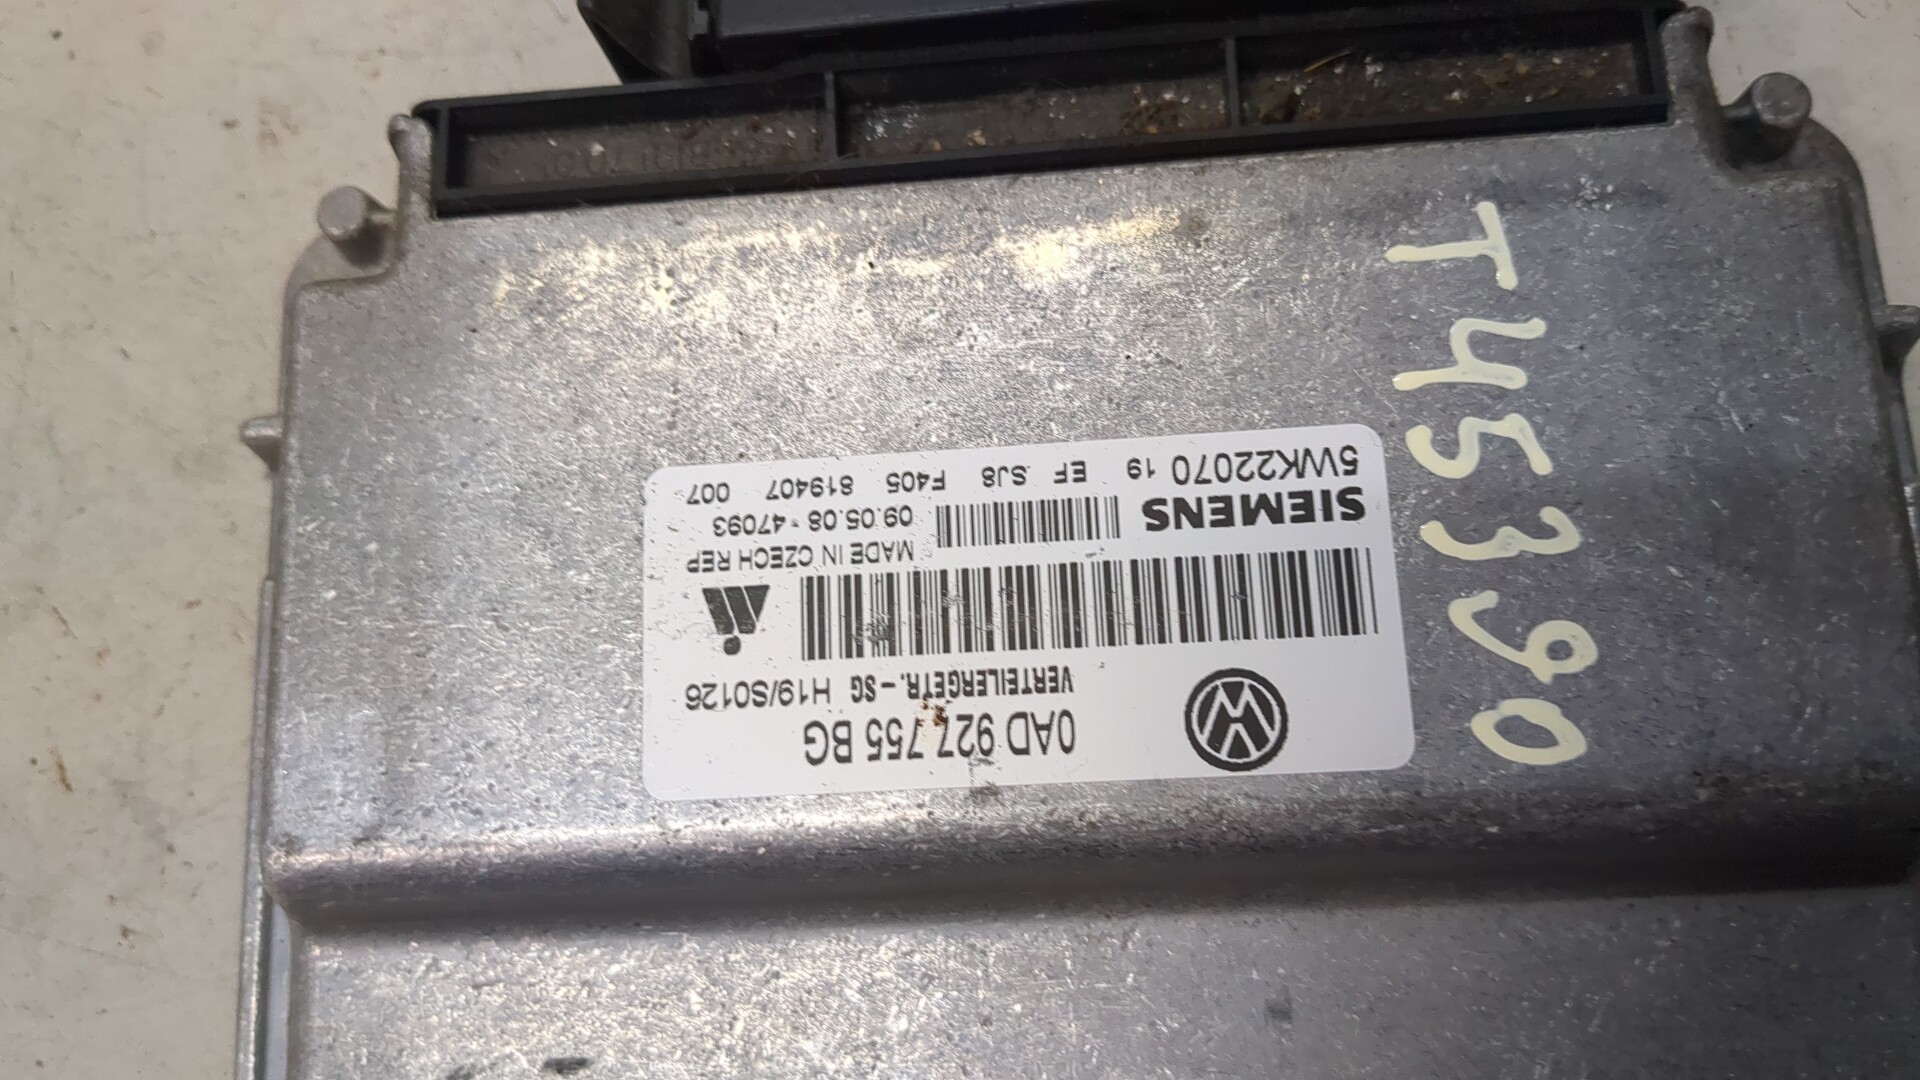 0AD 927 755 BG
VERTEILERGETR.-SG H19/S0126
MADE IN CZECH REP
SIEMENS 09.05.08 47093
5WK22070 19 EF SJ8 F405 819407 007
T45390